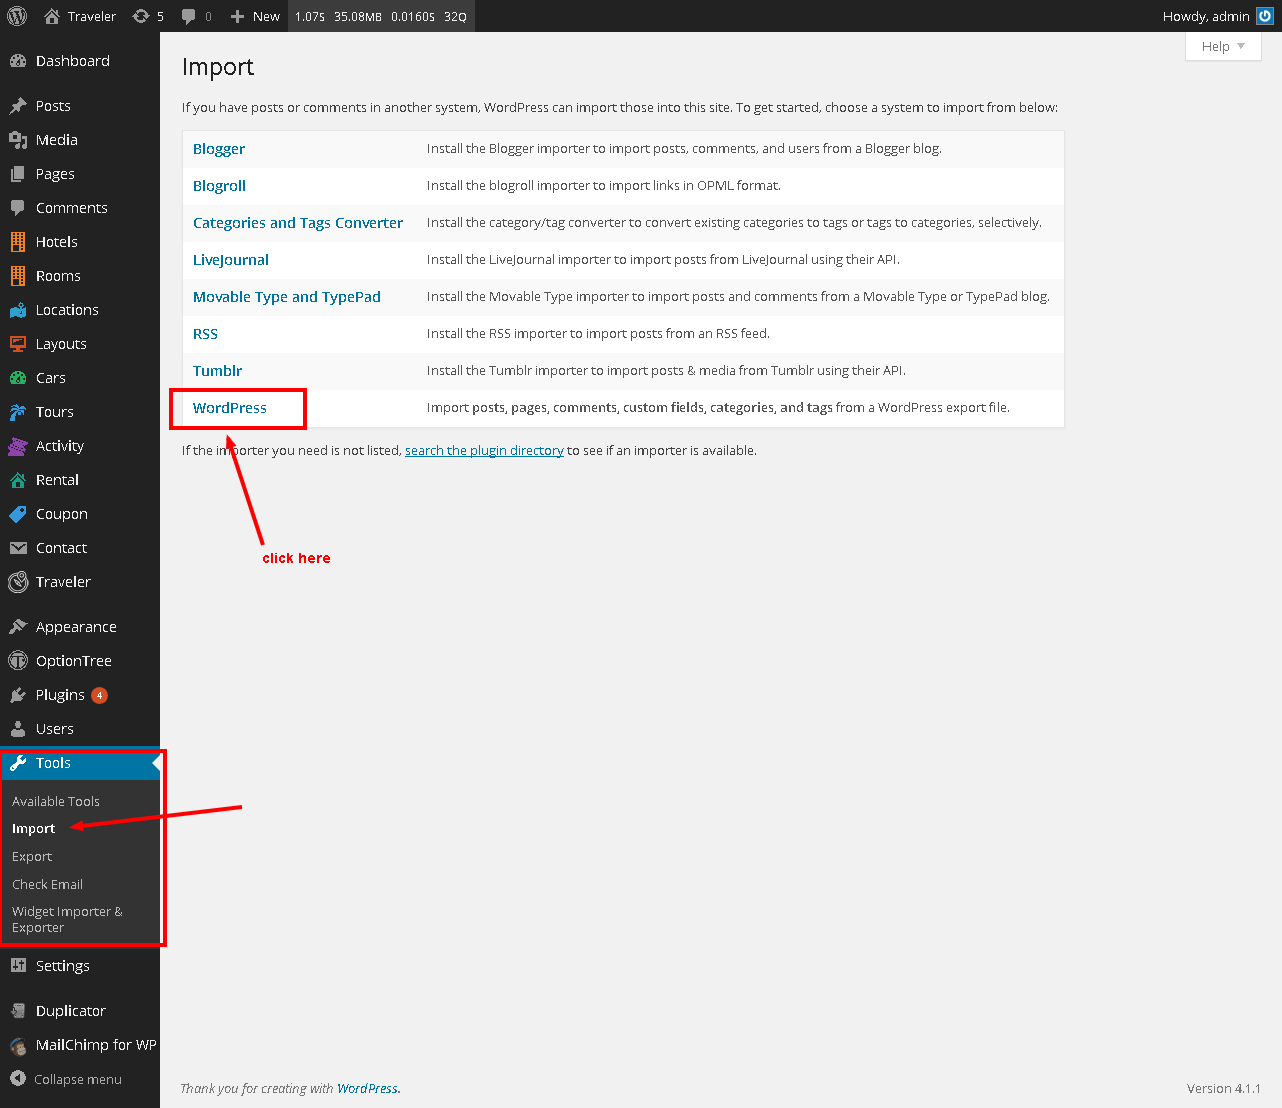 Traveler 5 0 New 1.07S 35.08MB 0.0160S 32Q Howdy, admin
Help
Dashboard
Posts
Media
Pages
Comments
Hotels
Rooms
Locations
Layouts
Cars
Tours
Activity
Rental
Coupon
Contact
Traveler
Appearance
OptionTree
Plugins 4
Users
Tools
Available Tools
Import
Export
Check Email
Widget Importer &
Exporter
Settings
Duplicator
MailChimp for WP
Collapse menu
Import
If you have posts or comments in another system, WordPress can import those into this site. To get started, choose a system to import from below:
Blogger Install the Blogger importer to import posts, comments, and users from a Blogger blog.
Blogroll Install the blogroll importer to import links in OPML format.
Categories and Tags Converter Install the category/tag converter to convert existing categories to tags or tags to categories, selectively.
LiveJournal Install the LiveJournal importer to import posts from LiveJournal using their API.
Movable Type and TypePad Install the Movable Type importer to import posts and comments from a Movable Type or TypePad blog.
RSS Install the RSS importer to import posts from an RSS feed.
Tumblr Install the Tumblr importer to import posts & media from Tumblr using their API.
WordPress Import posts, pages, comments, custom fields, categories, and tags from a WordPress export file.
If the importer you need is not listed, search the plugin directory to see if an importer is available.
click here
Thank you for creating with WordPress.
Version 4.1.1